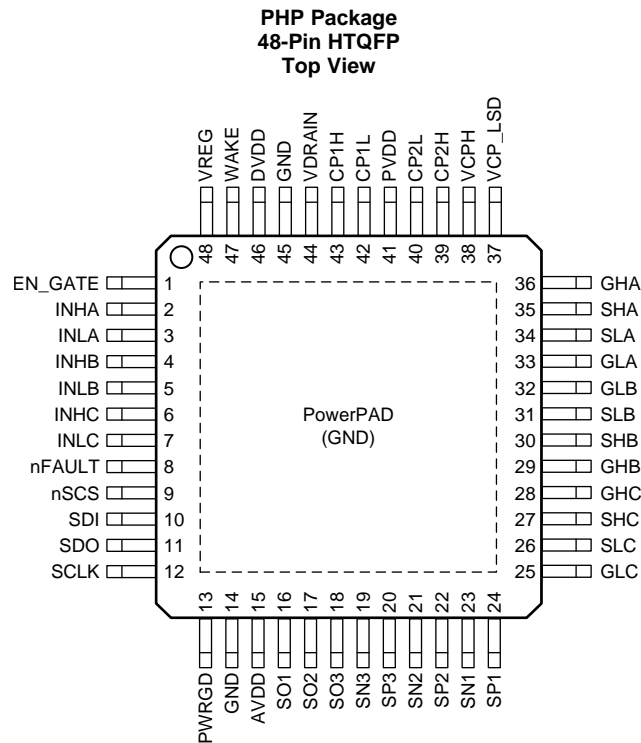 PHP Package
48-Pin HTQFP
Top View
VREG
WAKE
DVDD
GND
VDRAIN
CP1H
CP1L
PVDD
CP2L
CP2H
VCPH
VCP_LSD
48
47
46
45
44
43
42
41
40
39
38
37
EN_GATE 1
INHA 2
INLA 3
INHB 4
INLB 5
INHC 6
INLC 7
nFAULT 8
nSCS 9
SDI 10
SDO 11
SCLK 12
PowerPAD
(GND)
36 GHA
35 SHA
34 SLA
33 GLA
32 GLB
31 SLB
30 SHB
29 GHB
28 GHC
27 SHC
26 SLC
25 GLC
13
14
15
16
17
18
19
20
21
22
23
24
PWRGD
GND
AVDD
SO1
SO2
SO3
SN3
SP3
SN2
SP2
SN1
SP1